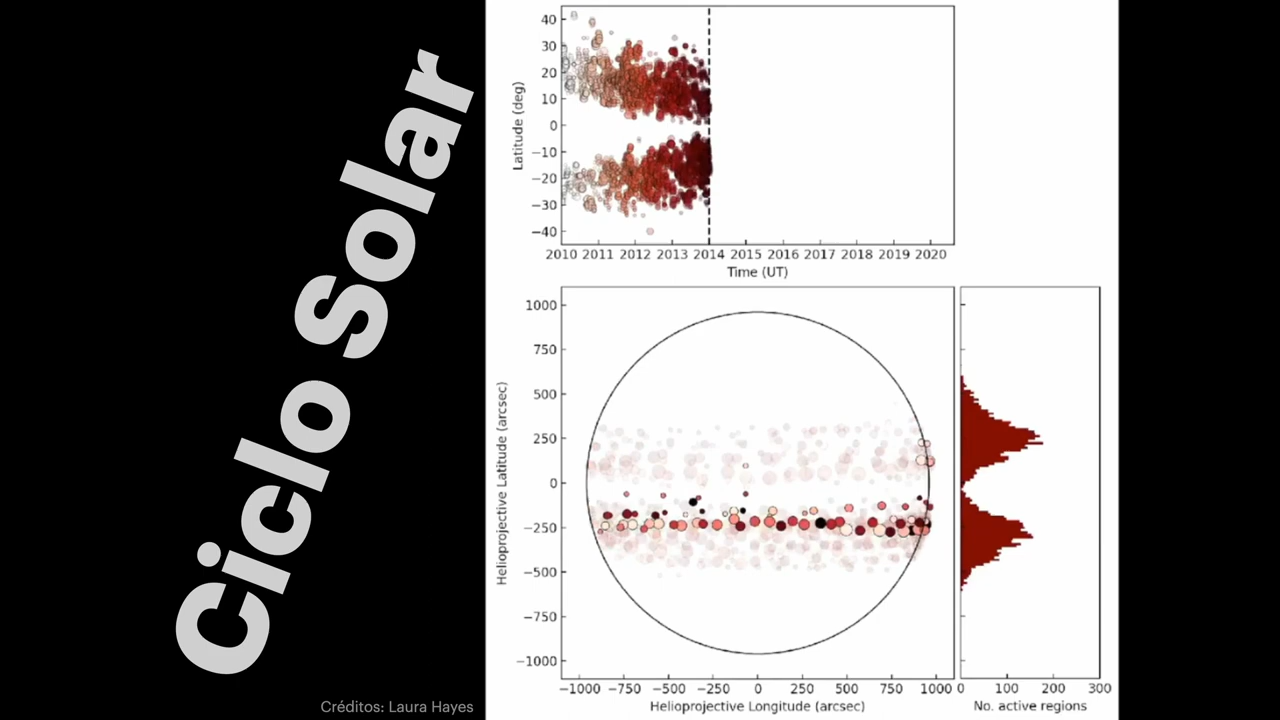 Ciclo Solar
Créditos: Laura Hayes
40
30
20
10
0
−10
−20
−30
−40
Latitude (deg)
2010 2011 2012 2013 2014 2015 2016 2017 2018 2019 2020
Time (UT)
1000
750
500
250
0
−250
−500
−750
−1000
Helioprojective Latitude (arcsec)
−1000 −750 −500 −250 0 250 500 750 1000
Helioprojective Longitude (arcsec)
0 100 200 300
No. active regions